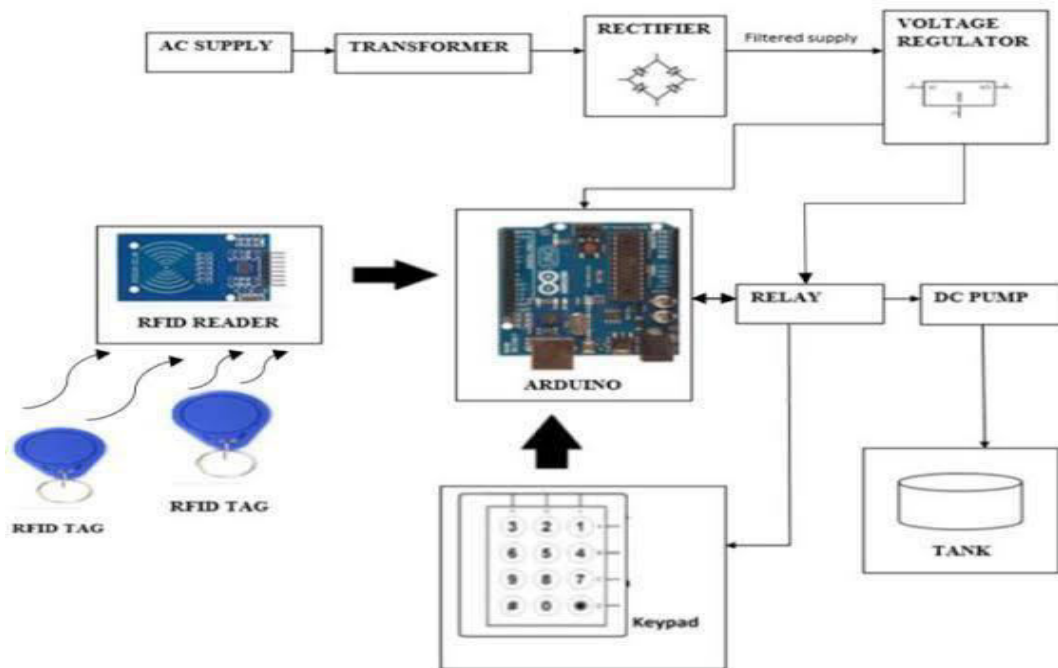 AC SUPPLY
TRANSFORMER
RECTIFIER
Filtered supply
VOLTAGE
REGULATOR
RFID READER
ARDUINO
RELAY
DC PUMP
RFID TAG
RFID TAG
3 2 1
6 5 4
9 8 7
# 0
Keypad
TANK